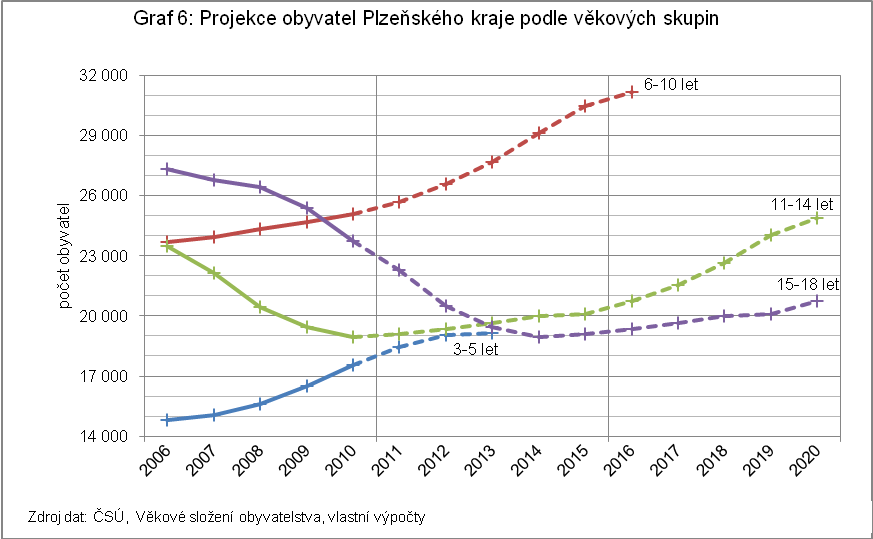 Graf 6: Projekce obyvatel Plzeňského kraje podle věkových skupin
32 000
29 000
26 000
23 000
20 000
17 000
14 000
počet obyvatel
6-10 let
11-14 let
15-18 let
3-5 let
2006 2007 2008 2009 2010 2011 2012 2013 2014 2015 2016 2017 2018 2019 2020
Zdroj dat: ČSÚ, Věkové složení obyvatelstva, vlastní výpočty